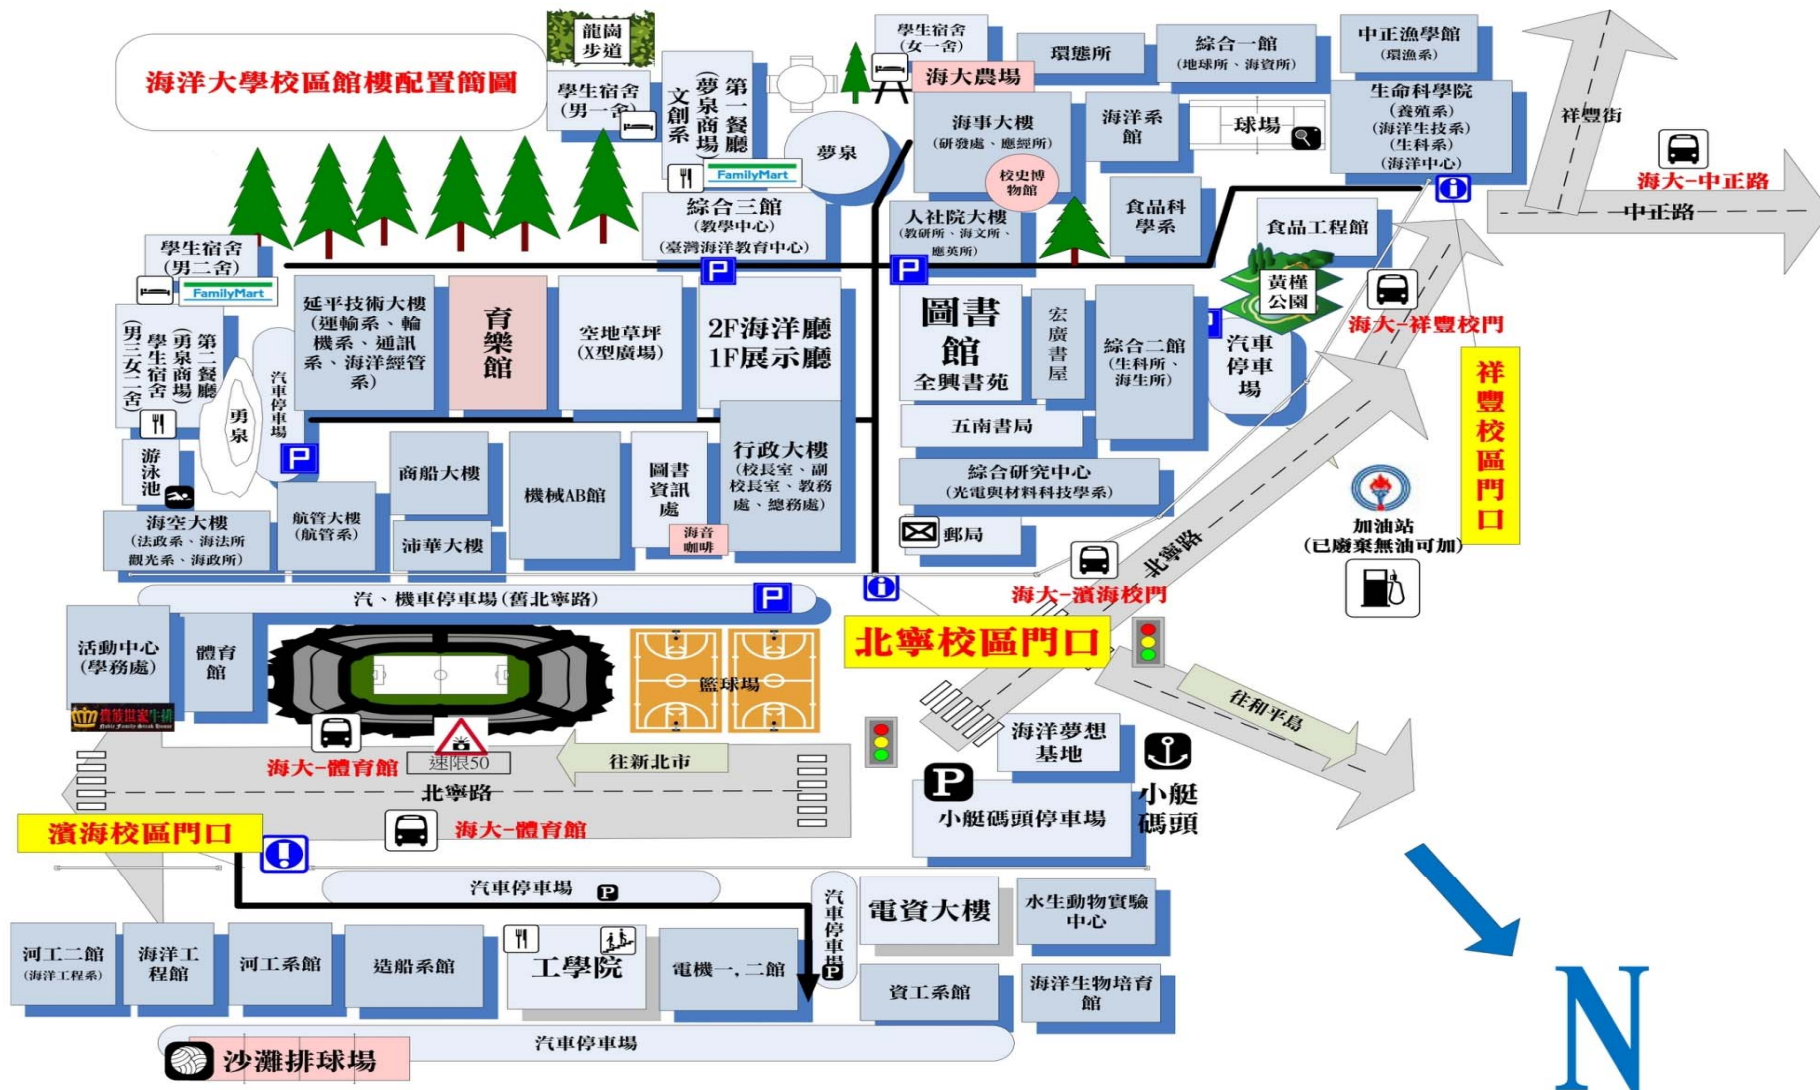 海洋大學校區館樓配置簡圖
龍崗
步道
學生宿舍
(男一舍)
第一餐廳
(夢泉商場)
文創系
FamilyMart
夢泉
學生宿舍
(女一舍)
海大農場
環態所
綜合一館
(地球所、海資所)
中正漁學館
(環漁系)
海事大樓
(研發處、應經所)
校史博
物館
海洋系
館
球場
生命科學院
(養殖系)
(海洋生技系)
(生科系)
(海洋中心)
祥豐街
海大-中正路
中正路
綜合三館
(教學中心)
(臺灣海洋教育中心)
P
人社院大樓
(教研所、海文所、
應英所)
P
食品科
學系
食品工程館
黃槿
公園
海大-祥豐校門
學生宿舍
(男二舍)
FamilyMart
第二餐廳
(勇泉商場)
學生宿舍
(男三女二舍)
勇泉
汽車停車場
P
游泳
池
延平技術大樓
(運輸系、輪
機系、通訊
系、海洋經管
系)
育樂館
空地草坪
(X型廣場)
2F海洋廳
1F展示廳
圖書
館
全興書苑
宏廣書屋
綜合二館
(生科所、
海生所)
P
汽車
停車
場
祥豐校區門口
五南書局
綜合研究中心
(光電與材料科技學系)
郵局
海空大樓
(法政系、海法所
觀光系、海政所)
航管大樓
(航管系)
商船大樓
沛華大樓
機械AB館
圖書
資訊
處
海音
咖啡
行政大樓
(校長室、副
校長室、教務
處、總務處)
加油站
(已廢棄無油可加)
北寧路
海大-濱海校門
汽、機車停車場(舊北寧路)
P
活動中心
(學務處)
貴族世家牛排
Noble Family Steak House
體育
館
籃球場
北寧校區門口
往和平島
海大-體育館
速限50
往新北市
北寧路
海大-體育館
海洋夢想
基地
P
小艇碼頭停車場
小艇
碼頭
濱海校區門口
汽車停車場
P
汽車停車場
P
電資大樓
水生動物實驗
中心
河工二館
(海洋工程系)
海洋工
程館
河工系館
造船系館
工學院
電機一,二館
資工系館
海洋生物培育
館
沙灘排球場
汽車停車場
N